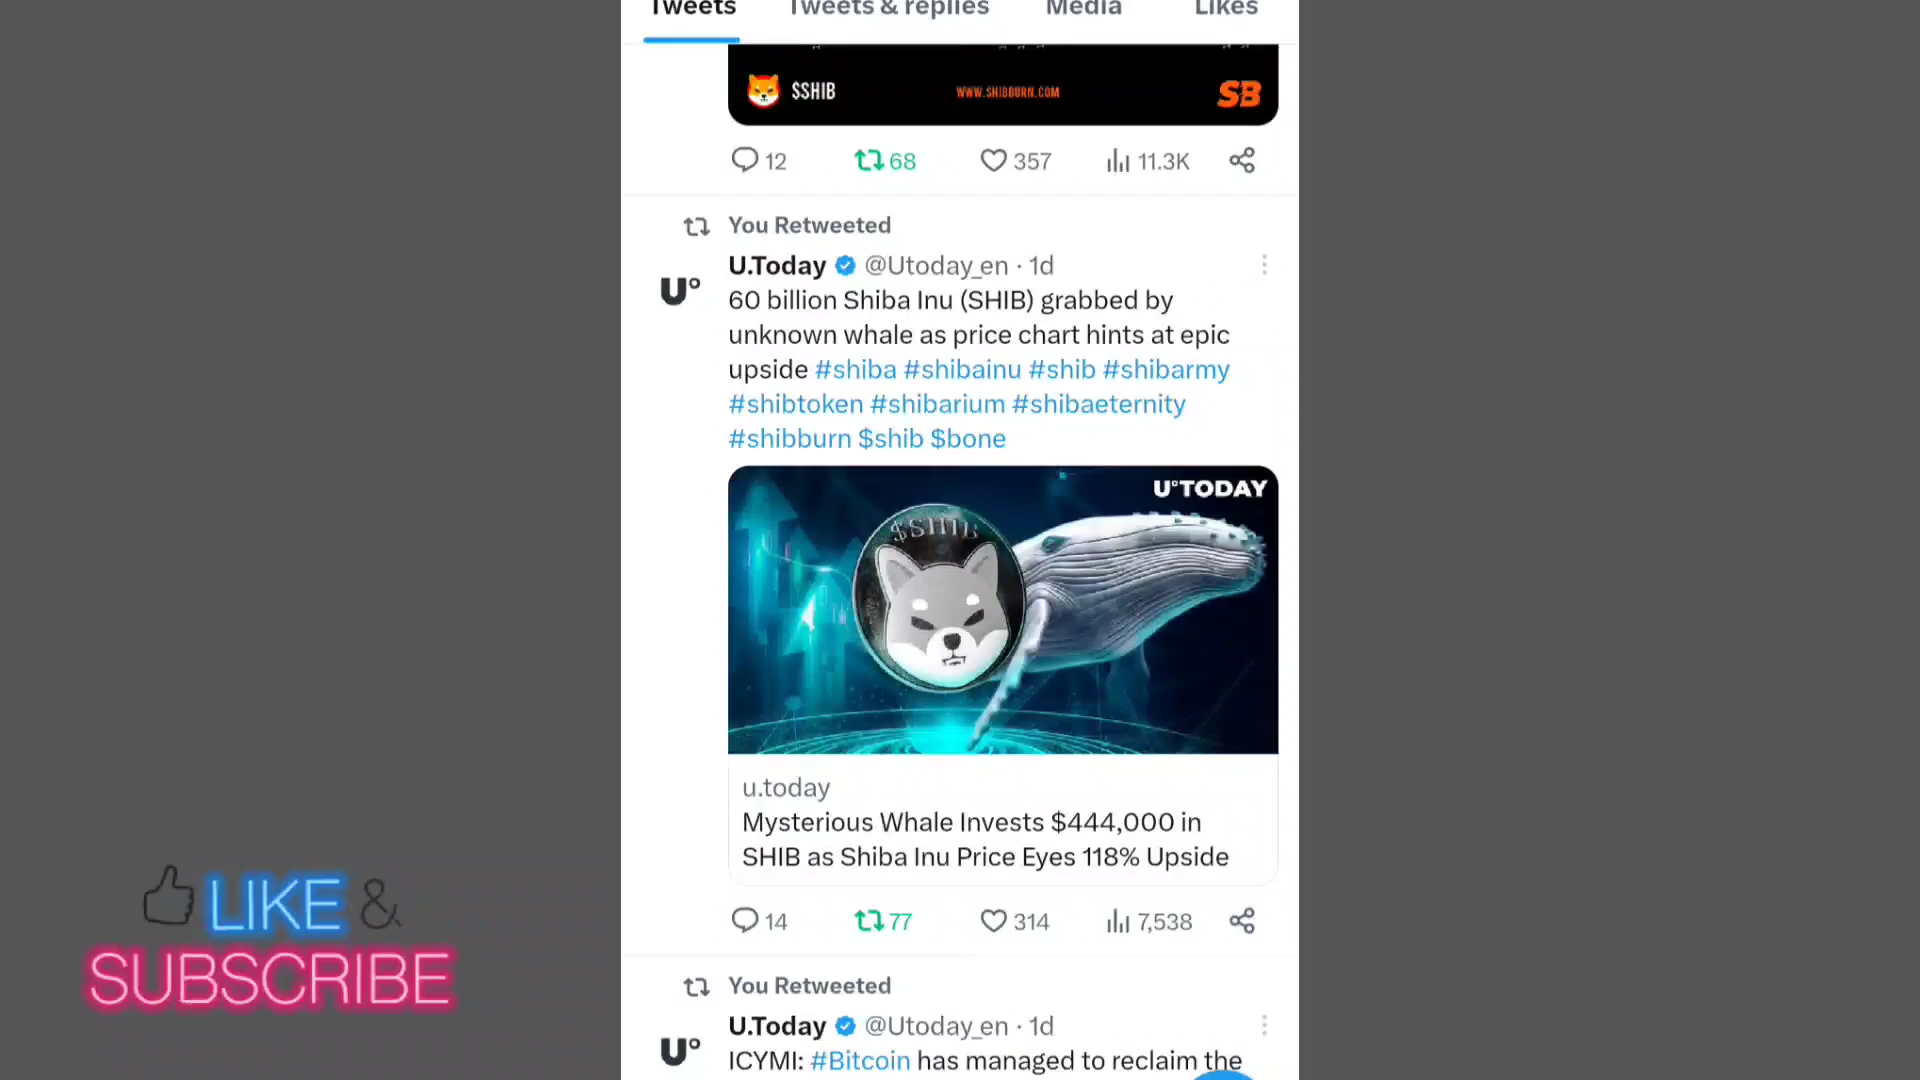 Tweets Tweets & replies Media Likes
$SHIB WWW.SHIBBURN.COM SB
12 68 357 11.3K
You Retweeted
U.Today @Utoday_en · 1d
U°
60 billion Shiba Inu (SHIB) grabbed by
unknown whale as price chart hints at epic
upside #shiba #shibainu #shib #shibarmy
#shibtoken #shibarium #shibaeternity
#shibburn $shib $bone
U°TODAY
$SHIB
u.today
Mysterious Whale Invests $444,000 in
SHIB as Shiba Inu Price Eyes 118% Upside
14 77 314 7,538
You Retweeted
U.Today @Utoday_en · 1d
U°
ICYMI: #Bitcoin has managed to reclaim the
LIKE &
SUBSCRIBE